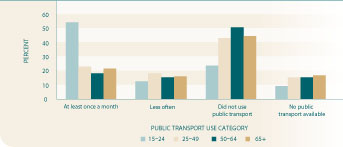 60
50
40
30
20
10
0
PERCENT
At least once a month
Less often
Did not use
public transport
No public
transport available
PUBLIC TRANSPORT USE CATEGORY
15–24 25–49 50–64 65+